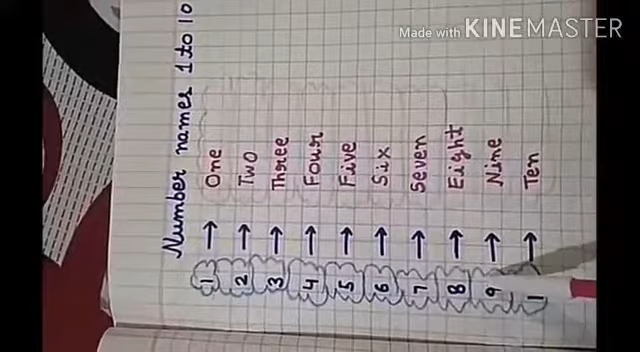 Made with KINEMASTER
Number names 1 to 10
1 → One
2 → Two
3 → Three
4 → Four
5 → Five
6 → Six
7 → Seven
8 → Eight
9 → Nine
1 → Ten